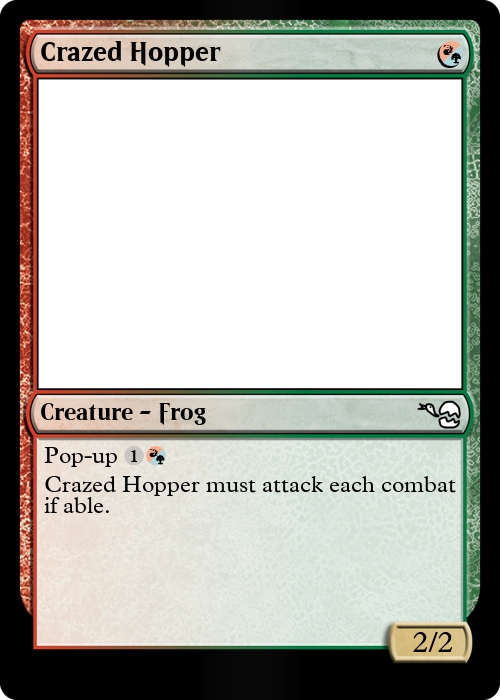 Crazed Hopper
Creature – Frog
Pop-up 1
Crazed Hopper must attack each combat
if able.
2/2